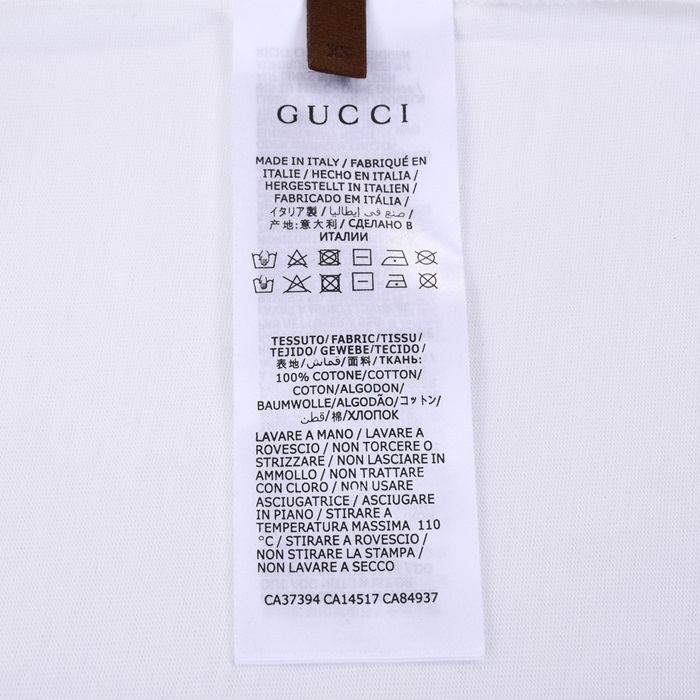 GUCCI
MADE IN ITALY / FABRIQUÉ EN
ITALIE / HECHO EN ITALIA /
HERGESTELLT IN ITALIEN /
FABRICADO EM ITÁLIA /
イタリア製 / صنع في إيطاليا /
产地:意大利 / СДЕЛАНО В
ИТАЛИИ
TESSUTO/FABRIC/TISSU/
TEJIDO/ GEWEBE/TECIDO/
表地/قماش/面料/ТКАНЬ:
100% COTONE/COTTON/
COTON/ALGODON/
BAUMWOLLE/ALGODÃO/コットン/
قطن/棉/ХЛОПОК
LAVARE A MANO / LAVARE A
ROVESCIO / NON TORCERE O
STRIZZARE / NON LASCIARE IN
AMMOLLO / NON TRATTARE
CON CLORO / NON USARE
ASCIUGATRICE / ASCIUGARE
IN PIANO / STIRARE A
TEMPERATURA MASSIMA 110
°C / STIRARE A ROVESCIO /
NON STIRARE LA STAMPA /
NON LAVARE A SECCO
CA37394 CA14517 CA84937